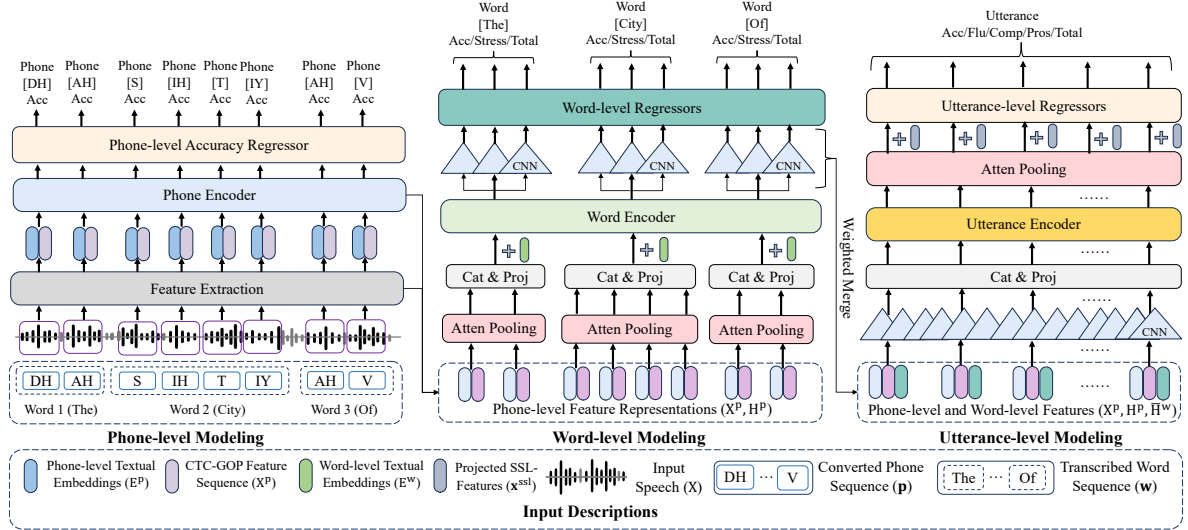 Phone [DH] Acc
Phone [AH] Acc
Phone [S] Acc
Phone [IH] Acc
Phone [T] Acc
Phone [IY] Acc
Phone [AH] Acc
Phone [V] Acc
Phone-level Accuracy Regressor
Phone Encoder
Feature Extraction
DH AH S IH T IY AH V
Word 1 (The) Word 2 (City) Word 3 (Of)
Phone-level Modeling
Word
[The]
Acc/Stress/Total
Word
[City]
Acc/Stress/Total
Word
[Of]
Acc/Stress/Total
Word-level Regressors
CNN CNN CNN
Word Encoder
Cat & Proj Cat & Proj Cat & Proj
Atten Pooling Atten Pooling Atten Pooling
Phone-level Feature Representations (Xᵖ, Hᵖ)
Word-level Modeling
Weighted Merge
Utterance
Acc/Flu/Comp/Pros/Total
Utterance-level Regressors
Atten Pooling
......
Utterance Encoder
......
Cat & Proj
......
CNN
......
......
Phone-level and Word-level Features (Xᵖ, Hᵖ, H̅ʷ)
Utterance-level Modeling
Phone-level Textual
Embeddings (Eᵖ)
CTC-GOP Feature
Sequence (Xᵖ)
Word-level Textual
Embeddings (Eʷ)
Projected SSL-
Features (xˢˢˡ)
Input
Speech (X)
DH ... V
Converted Phone
Sequence (p)
The ... Of
Transcribed Word
Sequence (w)
Input Descriptions